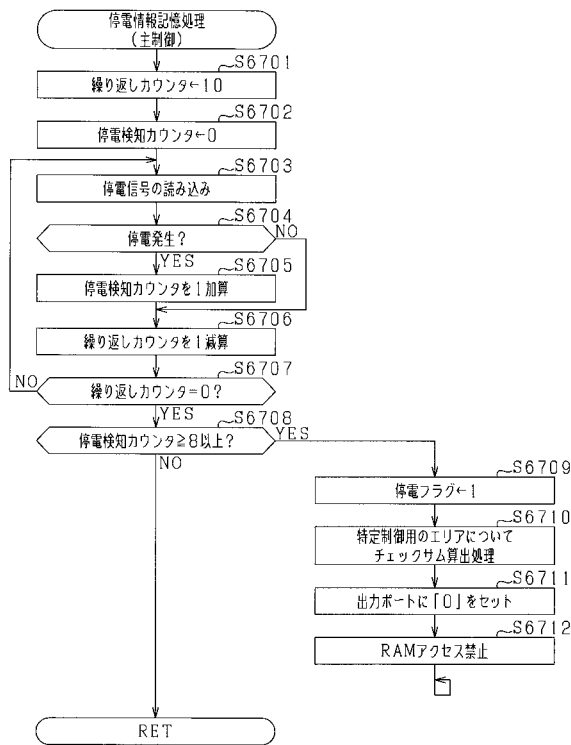 停電情報記憶処理
(主制御)
S6701
繰り返しカウンタ←10
S6702
停電検知カウンタ←0
S6703
停電信号の読み込み
S6704
停電発生?
NO
YES
S6705
停電検知カウンタを1加算
S6706
繰り返しカウンタを1減算
S6707
NO
繰り返しカウンタ=0?
YES
S6708
停電検知カウンタ≧8以上?
YES
NO
S6709
停電フラグ←1
S6710
特定制御用のエリアについて
チェックサム算出処理
S6711
出力ポートに「0」をセット
S6712
RAMアクセス禁止
RET